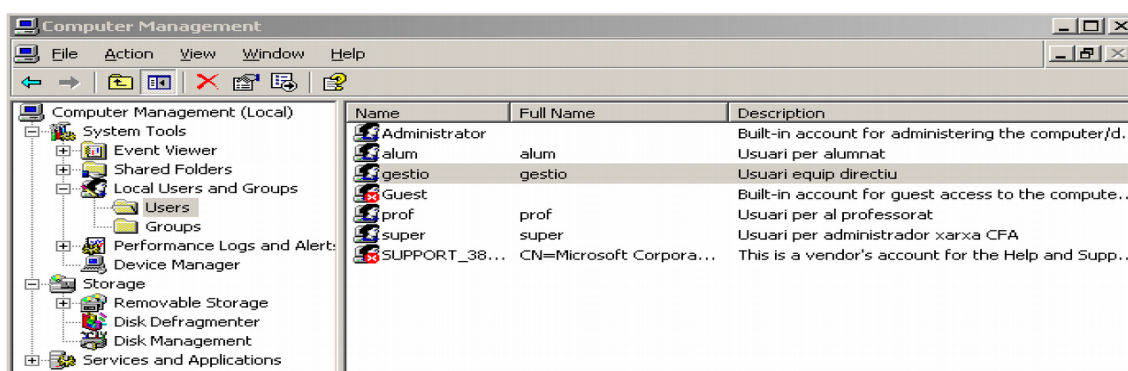 Computer Management
File Action View Window Help
Computer Management (Local)
System Tools
Event Viewer
Shared Folders
Local Users and Groups
Users
Groups
Performance Logs and Alert:
Device Manager
Storage
Removable Storage
Disk Defragmenter
Disk Management
Services and Applications
Name Full Name Description
Administrator Built-in account for administering the computer/d.
alum alum Usuari per alumnat
gestio gestio Usuari equip directiu
Guest Built-in account for guest access to the compute..
prof prof Usuari per al professorat
super super Usuari per administrador xarxa CFA
SUPPORT_38... CN=Microsoft Corpora... This is a vendor's account for the Help and Supp..